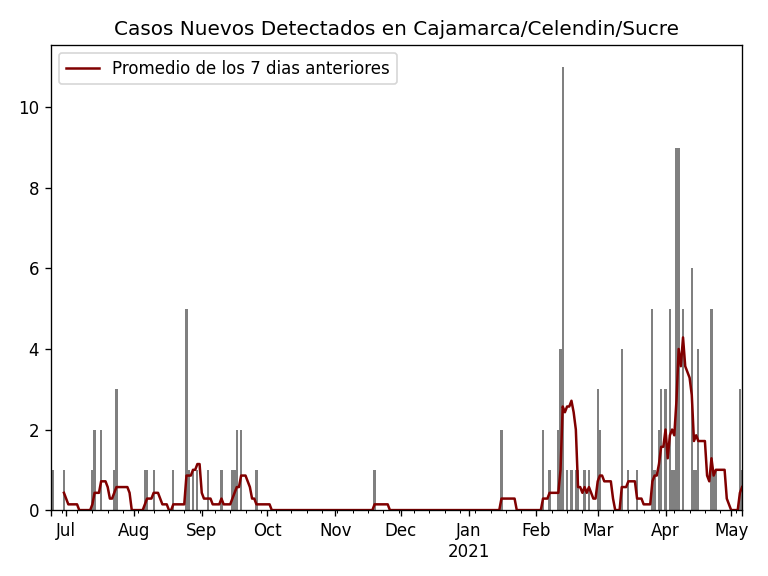 Casos Nuevos Detectados en Cajamarca/Celendin/Sucre
Promedio de los 7 dias anteriores
10
8
6
4
2
0
Jul Aug Sep Oct Nov Dec Jan Feb Mar Apr May
2021